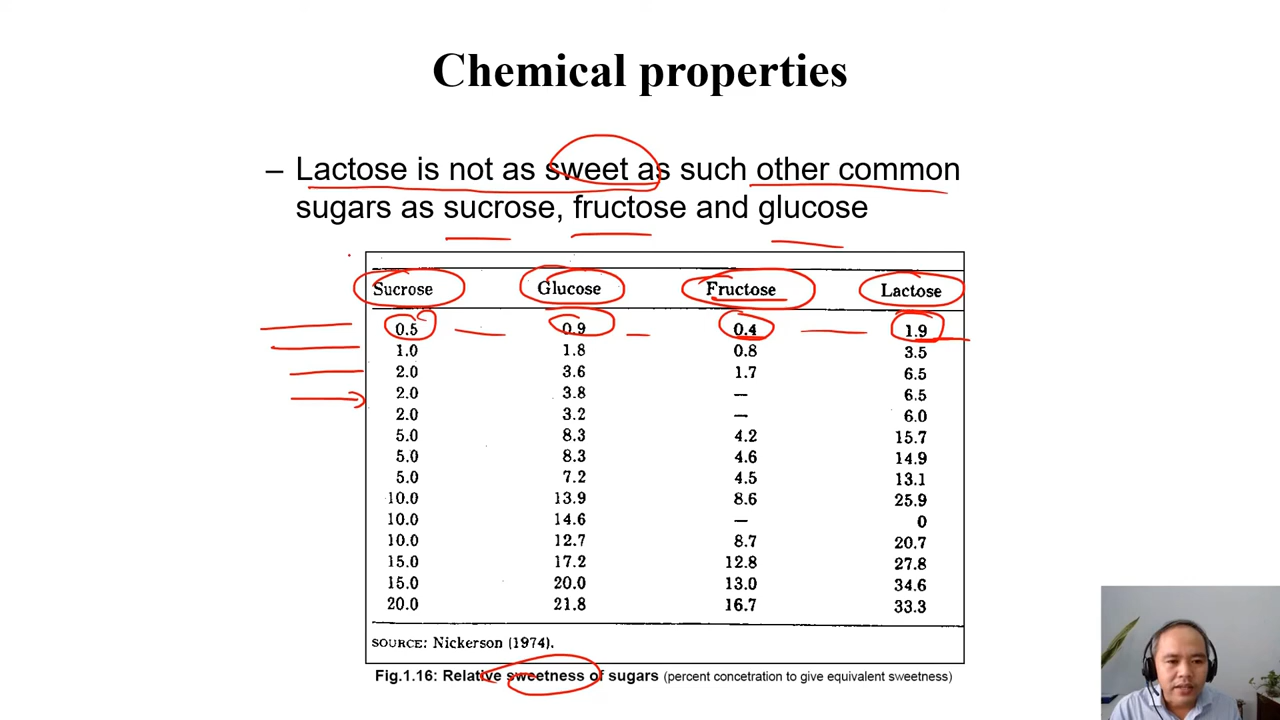 Chemical properties
– Lactose is not as sweet as such other common
sugars as sucrose, fructose and glucose
Sucrose Glucose Fructose Lactose
0.5 0.9 0.4 1.9
1.0 1.8 0.8 3.5
2.0 3.6 1.7 6.5
2.0 3.8 — 6.5
2.0 3.2 — 6.0
5.0 8.3 4.2 15.7
5.0 8.3 4.6 14.9
5.0 7.2 4.5 13.1
10.0 13.9 8.6 25.9
10.0 14.6 — 0
10.0 12.7 8.7 20.7
15.0 17.2 12.8 27.8
15.0 20.0 13.0 34.6
20.0 21.8 16.7 33.3
SOURCE: Nickerson (1974).
Fig.1.16: Relative sweetness of sugars (percent concetration to give equivalent sweetness)